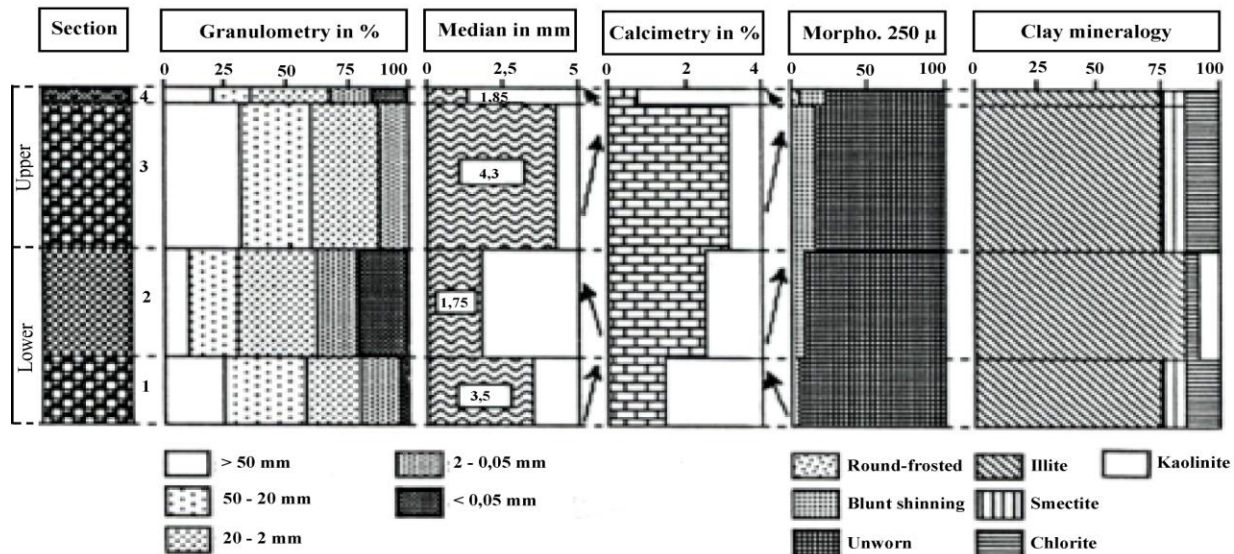 Section
Granulometry in %
Median in mm
Calcimetry in %
Morpho. 250 µ
Clay mineralogy
0 25 50 75 100
0 2,5 5
0 2 4
0 50 100
0 25 50 75 100
Upper
Lower
4
3
2
1
1.85
4,3
1,75
3,5
> 50 mm
50 - 20 mm
20 - 2 mm
2 - 0,05 mm
< 0,05 mm
Round-frosted
Blunt shinning
Unworn
Illite
Smectite
Chlorite
Kaolinite